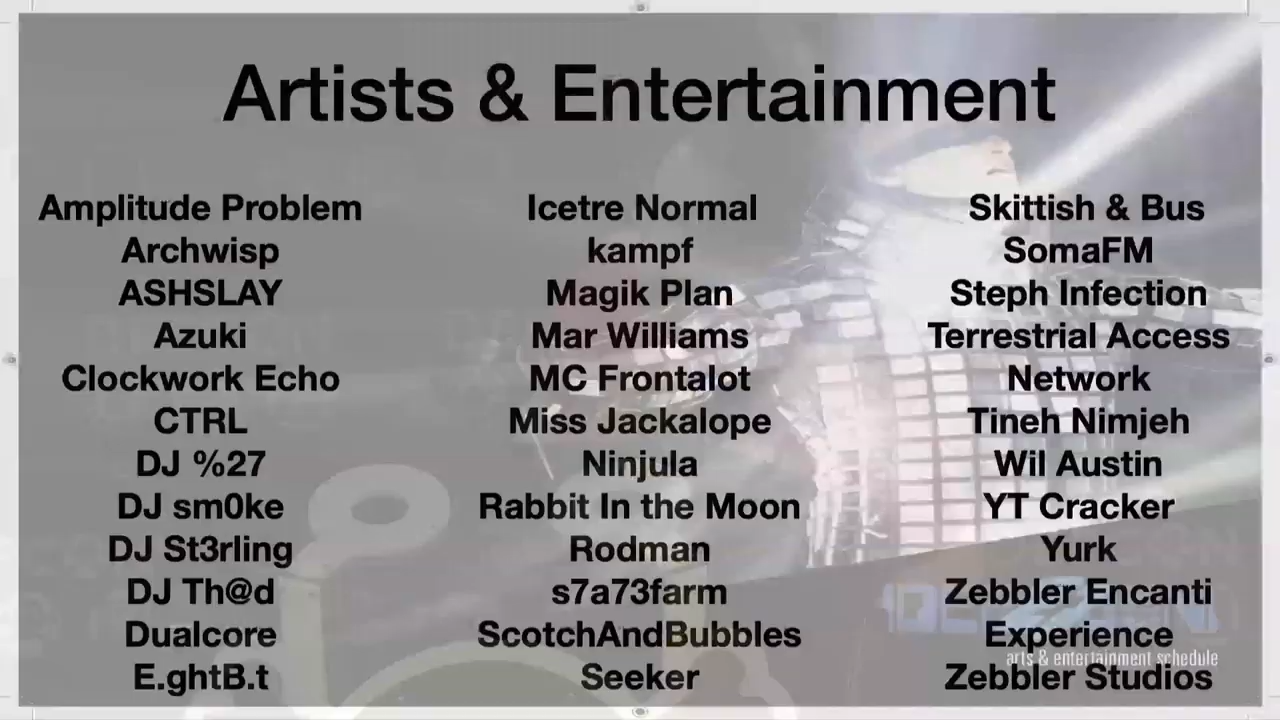 Artists & Entertainment
Amplitude Problem
Archwisp
ASHSLAY
Azuki
Clockwork Echo
CTRL
DJ %27
DJ sm0ke
DJ St3rling
DJ Th@d
Dualcore
E.ghtB.t
Icetre Normal
kampf
Magik Plan
Mar Williams
MC Frontalot
Miss Jackalope
Ninjula
Rabbit In the Moon
Rodman
s7a73farm
ScotchAndBubbles
Seeker
Skittish & Bus
SomaFM
Steph Infection
Terrestrial Access
Network
Tineh Nimjeh
Wil Austin
YT Cracker
Yurk
Zebbler Encanti
Experience
Zebbler Studios
arts & entertainment schedule